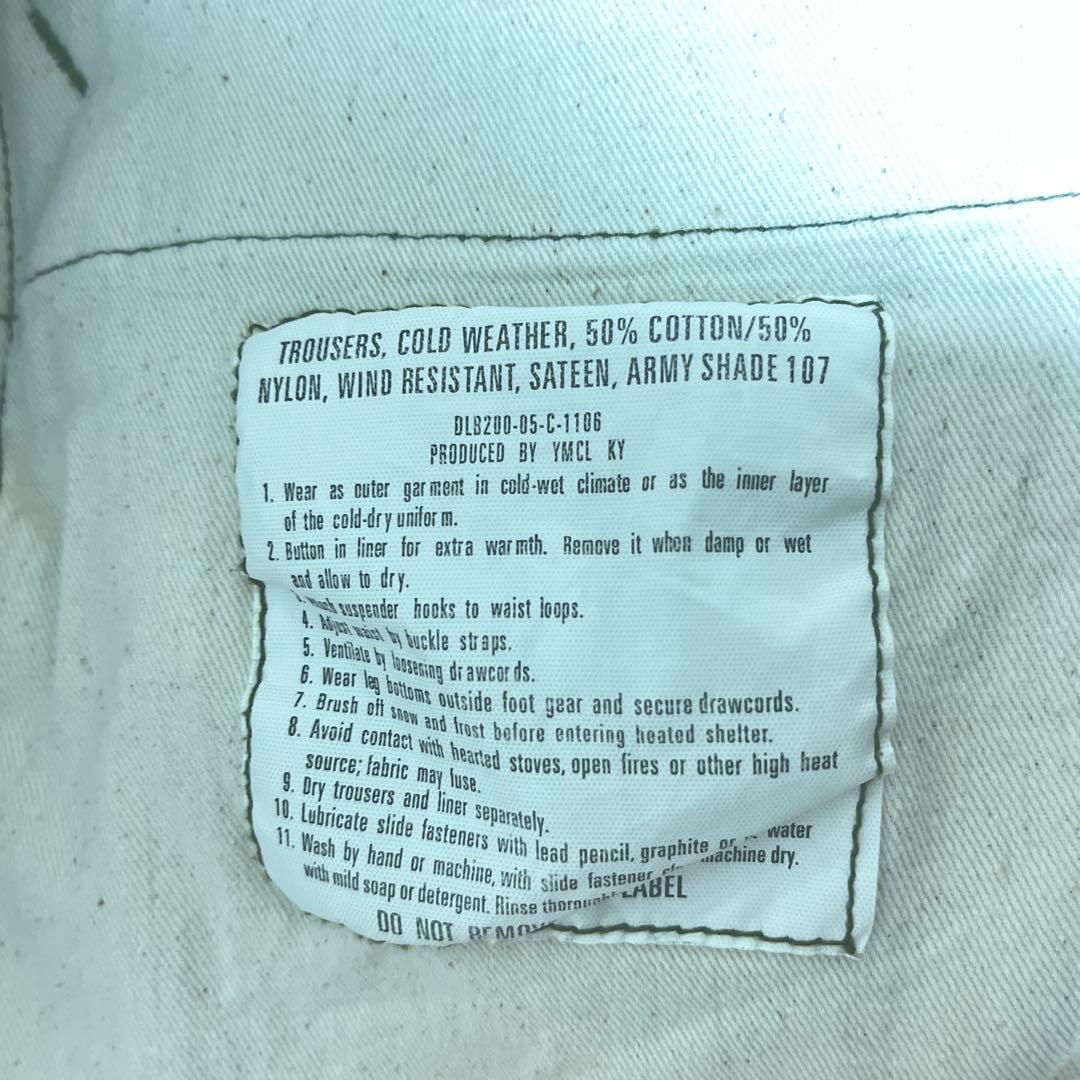 TROUSERS, COLD WEATHER, 50% COTTON/50%
NYLON, WIND RESISTANT, SATEEN, ARMY SHADE 107
DLB200-05-C-1106
PRODUCED BY YMCL KY
1. Wear as outer garment in cold-wet climate or as the inner layer
of the cold-dry uniform.
2. Button in liner for extra warmth. Remove it when damp or wet
and allow to dry.
suspender hooks to waist loops.
4. Adjust waist by buckle straps.
5. Ventilate by loosening drawcords.
6. Wear leg bottoms outside foot gear and secure drawcords.
7. Brush off snow and frost before entering heated shelter.
8. Avoid contact with hearted stoves, open fires or other high heat
source; fabric may fuse.
9. Dry trousers and liner separately.
10. Lubricate slide fasteners with lead pencil, graphite or
11. Wash by hand or machine, with slide fastener water
with mild soap or detergent. Rinse machine dry.
DO NOT LABEL